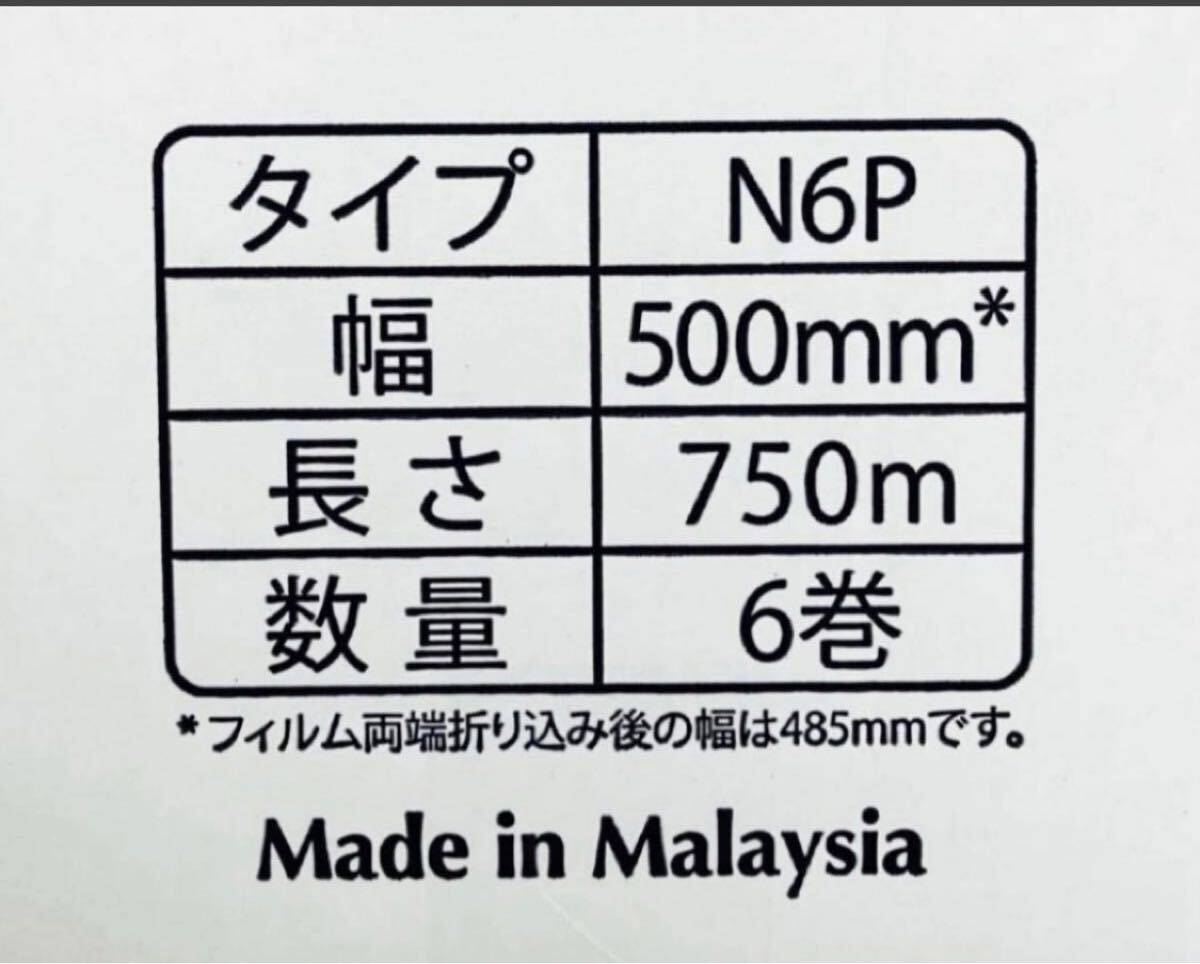 タイプ N6P
幅 500mm*
長さ 750m
数量 6巻
*フィルム両端折り込み後の幅は485mmです。
Made in Malaysia